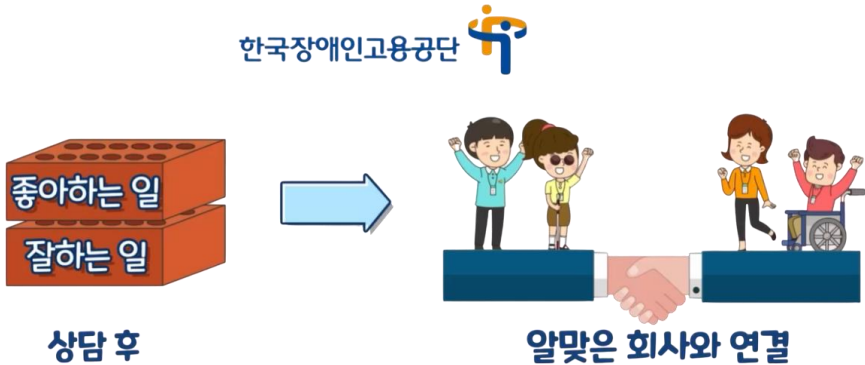 한국장애인고용공단
좋아하는 일
잘하는 일
상담 후
알맞은 회사와 연결